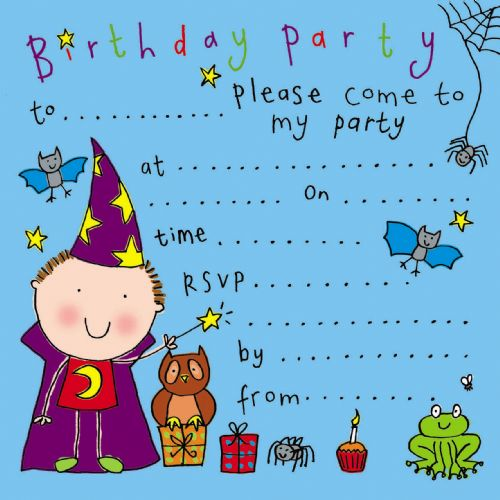 Birthday party
to............ please come to
my party
at..............................
............... on..............
time................
RSVP..................
........................
by...................
from................